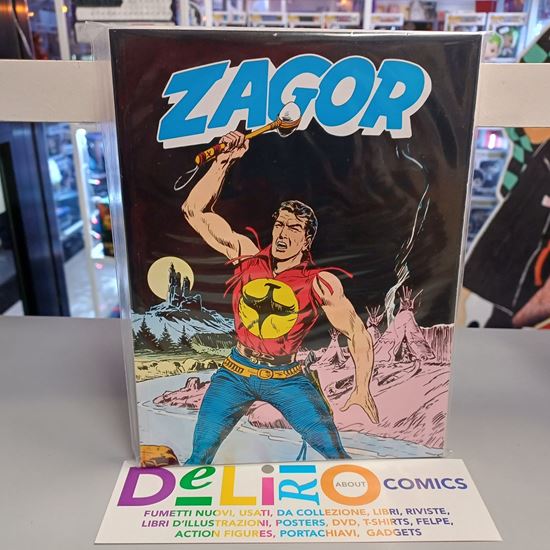 ZAGOR
DeLiRiO ABOUT COMICS
FUMETTI NUOVI, USATI, DA COLLEZIONE, LIBRI, RIVISTE,
LIBRI D'ILLUSTRAZIONI, POSTERS, DVD, T-SHIRTS, FELPE,
ACTION FIGURES, PORTACHIAVI, GADGETS